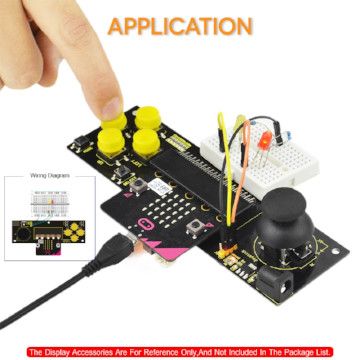 APPLICATION
Wiring Diagram
The Display Accessories Are For Reference Only,And Not Included In The Package List.